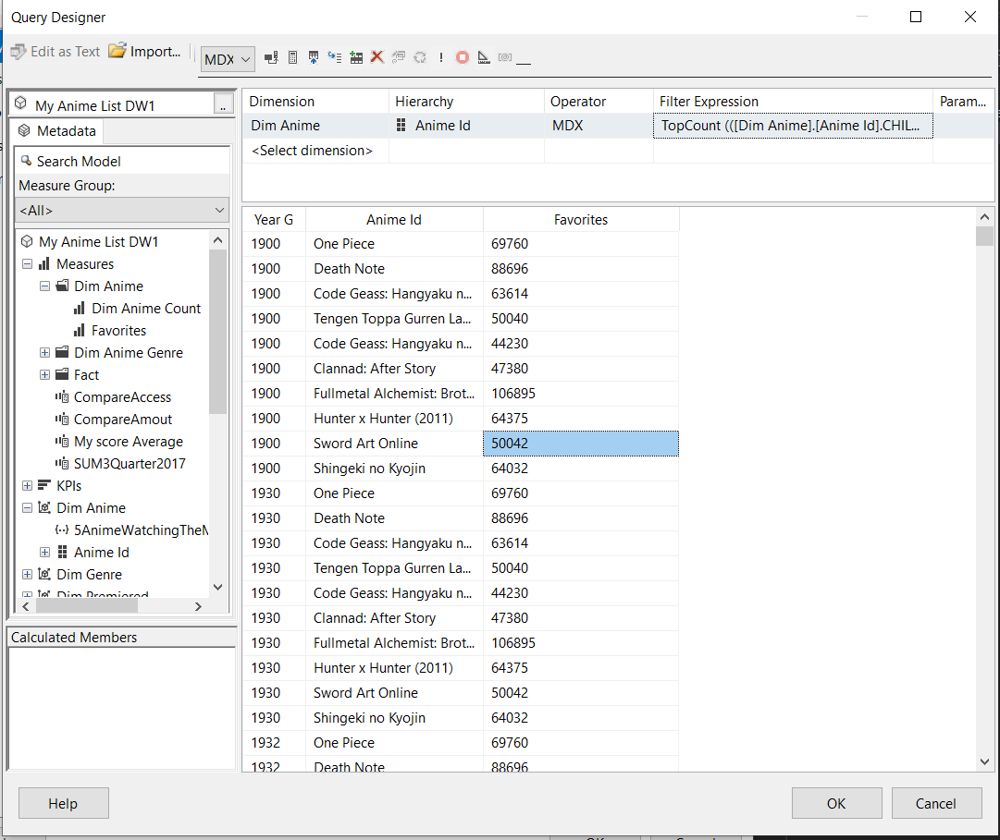 Query Designer
Edit as Text Import... MDX
My Anime List DW1 ..
Metadata
Search Model
Measure Group:
<All>
My Anime List DW1
Measures
Dim Anime
Dim Anime Count
Favorites
Dim Anime Genre
Fact
CompareAccess
CompareAmout
My score Average
SUM3Quarter2017
KPIs
Dim Anime
5AnimeWatchingTheM
Anime Id
Dim Genre
Dim Premiered
Calculated Members
Dimension Hierarchy Operator Filter Expression Param...
Dim Anime Anime Id MDX TopCount (([Dim Anime].[Anime Id].CHIL...
<Select dimension>
Year G Anime Id Favorites
1900 One Piece 69760
1900 Death Note 88696
1900 Code Geass: Hangyaku n... 63614
1900 Tengen Toppa Gurren La... 50040
1900 Code Geass: Hangyaku n... 44230
1900 Clannad: After Story 47380
1900 Fullmetal Alchemist: Brot... 106895
1900 Hunter x Hunter (2011) 64375
1900 Sword Art Online 50042
1900 Shingeki no Kyojin 64032
1930 One Piece 69760
1930 Death Note 88696
1930 Code Geass: Hangyaku n... 63614
1930 Tengen Toppa Gurren La... 50040
1930 Code Geass: Hangyaku n... 44230
1930 Clannad: After Story 47380
1930 Fullmetal Alchemist: Brot... 106895
1930 Hunter x Hunter (2011) 64375
1930 Sword Art Online 50042
1930 Shingeki no Kyojin 64032
1932 One Piece 69760
1932 Death Note 88696
Help OK Cancel